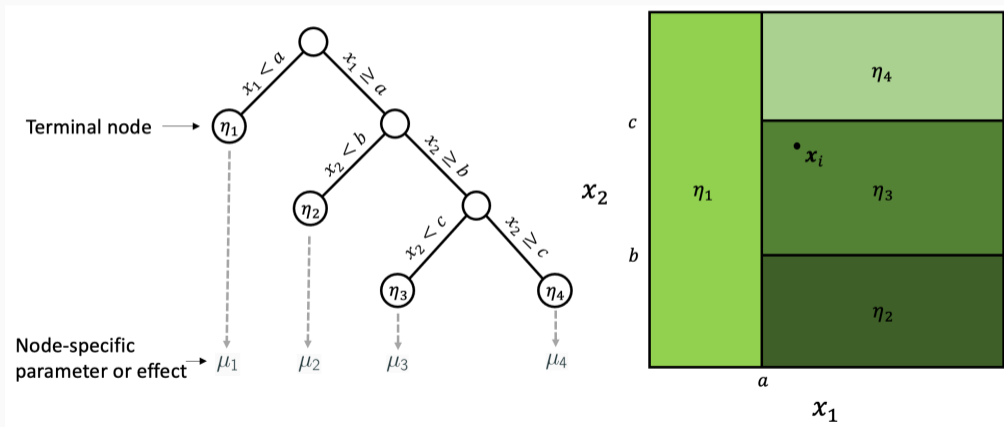 x₁ < a
x₁ ≥ a
Terminal node
η₁
x₂ < b
x₂ ≥ b
η₂
x₂ < c
x₂ ≥ c
η₃
η₄
Node-specific
parameter or effect
μ₁
μ₂
μ₃
μ₄
η₄
c
xᵢ
x₂
η₁
η₃
b
η₂
a
x₁